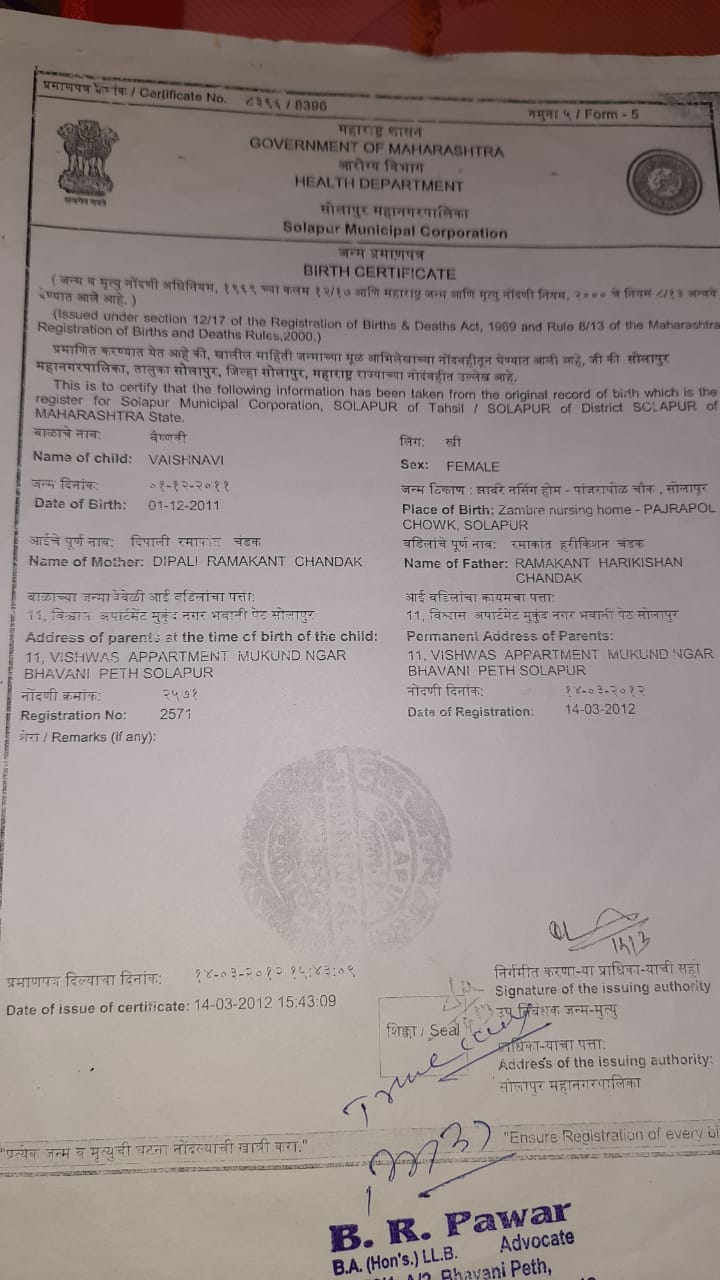 प्रमाणपत्र क्रमांक / Certificate No. ८३९६ / 8396
नमुना ५ / Form - 5
महाराष्ट्र शासन
GOVERNMENT OF MAHARASHTRA
आरोग्य विभाग
HEALTH DEPARTMENT
सोलापूर महानगरपालिका
Solapur Municipal Corporation
जन्म प्रमाणपत्र
BIRTH CERTIFICATE
( जन्म व मृत्यु नोंदणी अधिनियम, १९६९ च्या कलम १२/१७ आणि महाराष्ट्र जन्म आणि मृत्यु नोंदणी नियम, २००० चे नियम ८/१३ अन्वये
देण्यात आले आहे. )
(Issued under section 12/17 of the Registration of Births & Deaths Act, 1969 and Rule 8/13 of the Maharashtra
Registration of Births and Deaths Rules,2000.)
प्रमाणित करण्यात येत आहे की, खालील माहिती जन्माच्या मूळ अभिलेखाच्या नोंदवहीतून घेण्यात आली आहे, जी की सोलापूर
महानगरपालिका, तालुका सोलापूर, जिल्हा सोलापूर, महाराष्ट्र राज्याच्या नोदंवहीत उल्लेख आहे.
This is to certify that the following information has been taken from the original record of birth which is the
register for Solapur Municipal Corporation, SOLAPUR of Tahsil / SOLAPUR of District SOLAPUR of
MAHARASHTRA State.
बाळाचे नाव: वैष्णवी
लिंग: स्त्री
Name of child: VAISHNAVI
Sex: FEMALE
जन्म दिनांक: ०१-१२-२०११
जन्म ठिकाण : झांबरे नर्सिंग होम - पांजरापोळ चौक , सोलापूर
Date of Birth: 01-12-2011
Place of Birth: Zambre nursing home - PAJRAPOL
CHOWK, SOLAPUR
आईचे पूर्ण नाव: दिपाली रमाकांत चंडक
वडिलांचे पूर्ण नाव: रमाकांत हरीकिशन चंडक
Name of Mother: DIPALI RAMAKANT CHANDAK
Name of Father: RAMAKANT HARIKISHAN
CHANDAK
बाळाच्या जन्माचेवेळी आई वडिलांचा पत्ता:
आई वडिलांचा कायमचा पत्ता:
11, विश्वास अपार्टमेंट मुकुंद नगर भवानी पेठ सोलापुर
11, विश्वास अपार्टमेंट मुकुंद नगर भवानी पेठ सोलापुर
Address of parents at the time of birth of the child:
Permanent Address of Parents:
11, VISHWAS APPARTMENT MUKUND NGAR
BHAVANI PETH SOLAPUR
11, VISHWAS APPARTMENT MUKUND NGAR
BHAVANI PETH SOLAPUR
नोंदणी क्रमांक: २५७१
नोंदणी दिनांक: १४-०३-२०१२
Registration No: 2571
Date of Registration: 14-03-2012
शेरा / Remarks (if any):
प्रमाणपत्र दिल्याचा दिनांक: १४-०३-२०१२ १५:४३:०९
Date of issue of certificate: 14-03-2012 15:43:09
निर्गमीत करणा-या प्राधिका-याची सही
Signature of the issuing authority
उप निबंधक जन्म-मृत्यु
शिक्का / Seal
True Copy
प्राधिका-याचा पत्ता:
Address of the issuing authority:
सोलापूर महानगरपालिका
"प्रत्येक जन्म व मृत्युची घटना नोंदल्याची खात्री करा."
"Ensure Registration of every bi
B. R. Pawar
B.A. (Hon's.) LL.B. Advocate
Bhavani Peth,